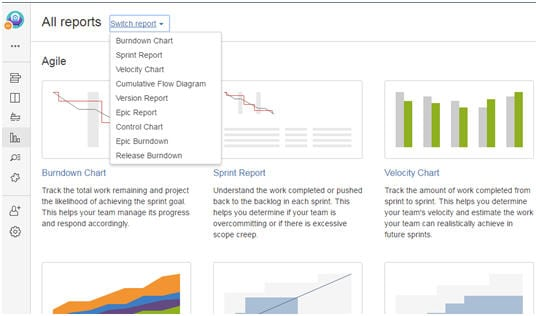 All reports Switch report
Burndown Chart
Sprint Report
Velocity Chart
Cumulative Flow Diagram
Version Report
Epic Report
Control Chart
Epic Burndown
Release Burndown
Agile
Burndown Chart
Track the total work remaining and project
the likelihood of achieving the sprint goal.
This helps your team manage its progress
and respond accordingly.
Sprint Report
Understand the work completed or pushed
back to the backlog in each sprint. This
helps you determine if your team is
overcommitting or if there is excessive
scope creep.
Velocity Chart
Track the amount of work completed from
sprint to sprint. This helps you determine
your team's velocity and estimate the work
your team can realistically achieve in
future sprints.